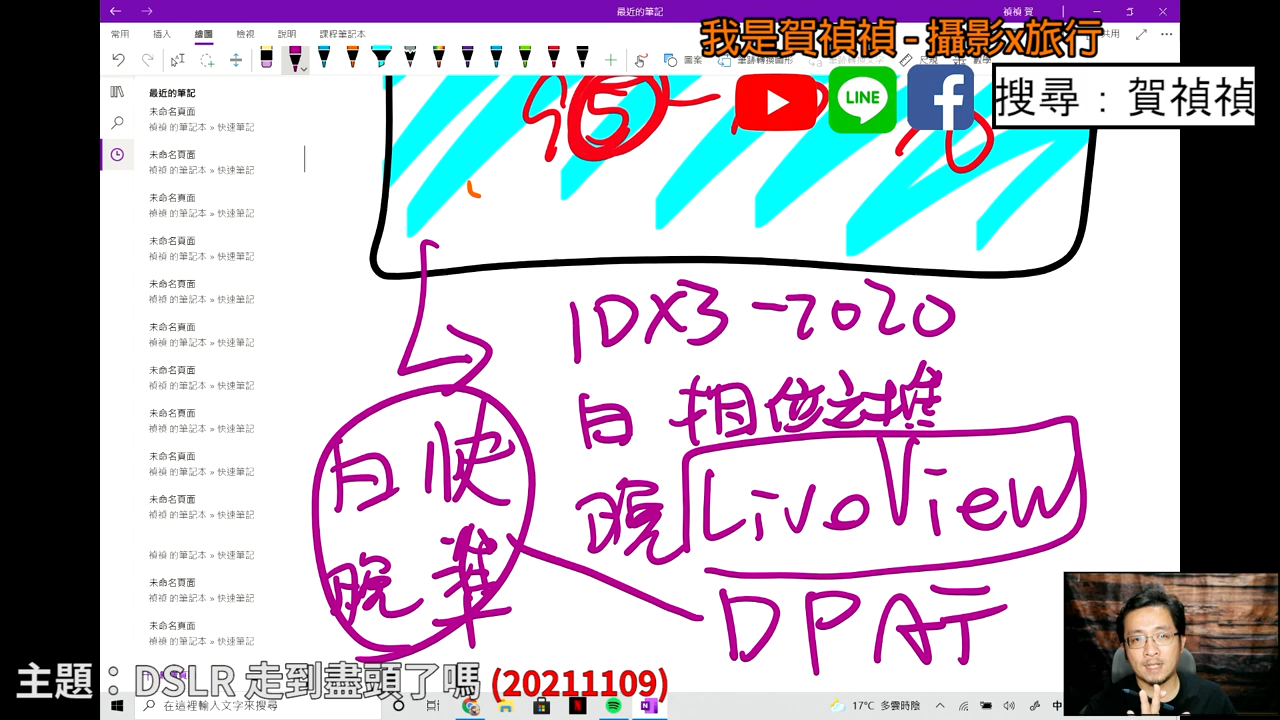 最近的筆記
禎禎 賀
我是賀禎禎 - 攝影x旅行
常用 插入 繪圖 檢視 說明 課程筆記本
共用
圖案
LINE
搜尋：賀禎禎
最近的筆記
未命名頁面
禎禎 的筆記本 » 快速筆記
未命名頁面
禎禎 的筆記本 » 快速筆記
未命名頁面
禎禎 的筆記本 » 快速筆記
未命名頁面
禎禎 的筆記本 » 快速筆記
未命名頁面
禎禎 的筆記本 » 快速筆記
未命名頁面
禎禎 的筆記本 » 快速筆記
未命名頁面
禎禎 的筆記本 » 快速筆記
未命名頁面
禎禎 的筆記本 » 快速筆記
未命名頁面
禎禎 的筆記本 » 快速筆記
未命名頁面
禎禎 的筆記本 » 快速筆記
禎禎 的筆記本 » 快速筆記
未命名頁面
禎禎 的筆記本 » 快速筆記
未命名頁面
禎禎 的筆記本 » 快速筆記
5
1DX3 - 2020
日 相位
晚 LiveView
日 快
晚 準
DPAF
主題：DSLR 走到盡頭了嗎 (20211109)
在這裡輸入文字來搜尋
17°C 多雲時陰
中